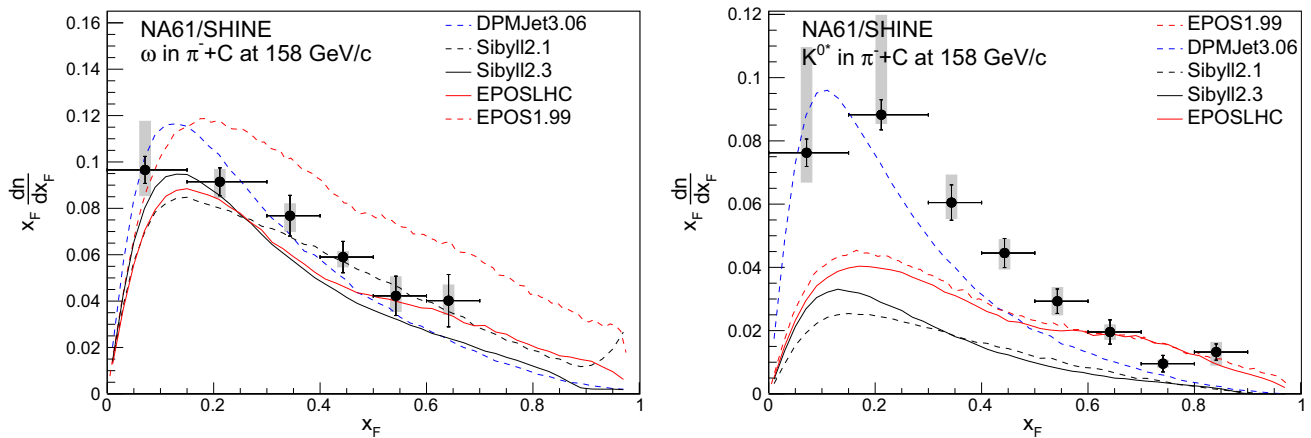 NA61/SHINE
ω in π⁻+C at 158 GeV/c
DPMJet3.06
Sibyll2.1
Sibyll2.3
EPOSLHC
EPOS1.99
x_F dn/dx_F
0.16
0.14
0.12
0.1
0.08
0.06
0.04
0.02
0
0 0.2 0.4 0.6 0.8 1
x_F
NA61/SHINE
K⁰* in π⁻+C at 158 GeV/c
EPOS1.99
DPMJet3.06
Sibyll2.1
Sibyll2.3
EPOSLHC
x_F dn/dx_F
0.12
0.1
0.08
0.06
0.04
0.02
0
0 0.2 0.4 0.6 0.8 1
x_F